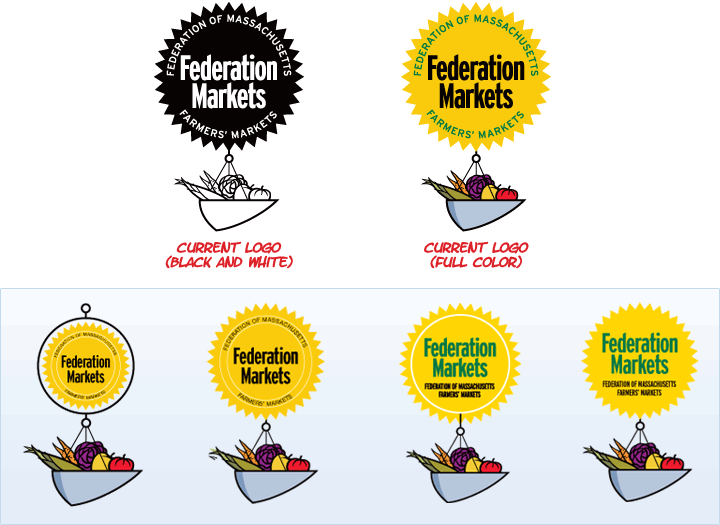 FEDERATION OF MASSACHUSETTS
Federation
Markets
FARMERS' MARKETS
CURRENT LOGO
(BLACK AND WHITE)
FEDERATION OF MASSACHUSETTS
Federation
Markets
FARMERS' MARKETS
CURRENT LOGO
(FULL COLOR)
FEDERATION OF MASSACHUSETTS
Federation
Markets
FARMERS' MARKETS
FEDERATION OF MASSACHUSETTS
Federation
Markets
FARMERS' MARKETS
Federation
Markets
FEDERATION OF MASSACHUSETTS
FARMERS' MARKETS
Federation
Markets
FEDERATION OF MASSACHUSETTS
FARMERS' MARKETS